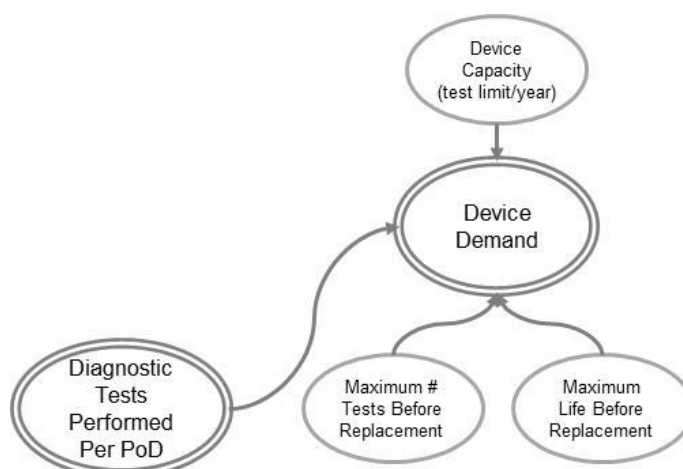 Device
Capacity
(test limit/year)
Device
Demand
Diagnostic
Tests
Performed
Per PoD
Maximum #
Tests Before
Replacement
Maximum
Life Before
Replacement